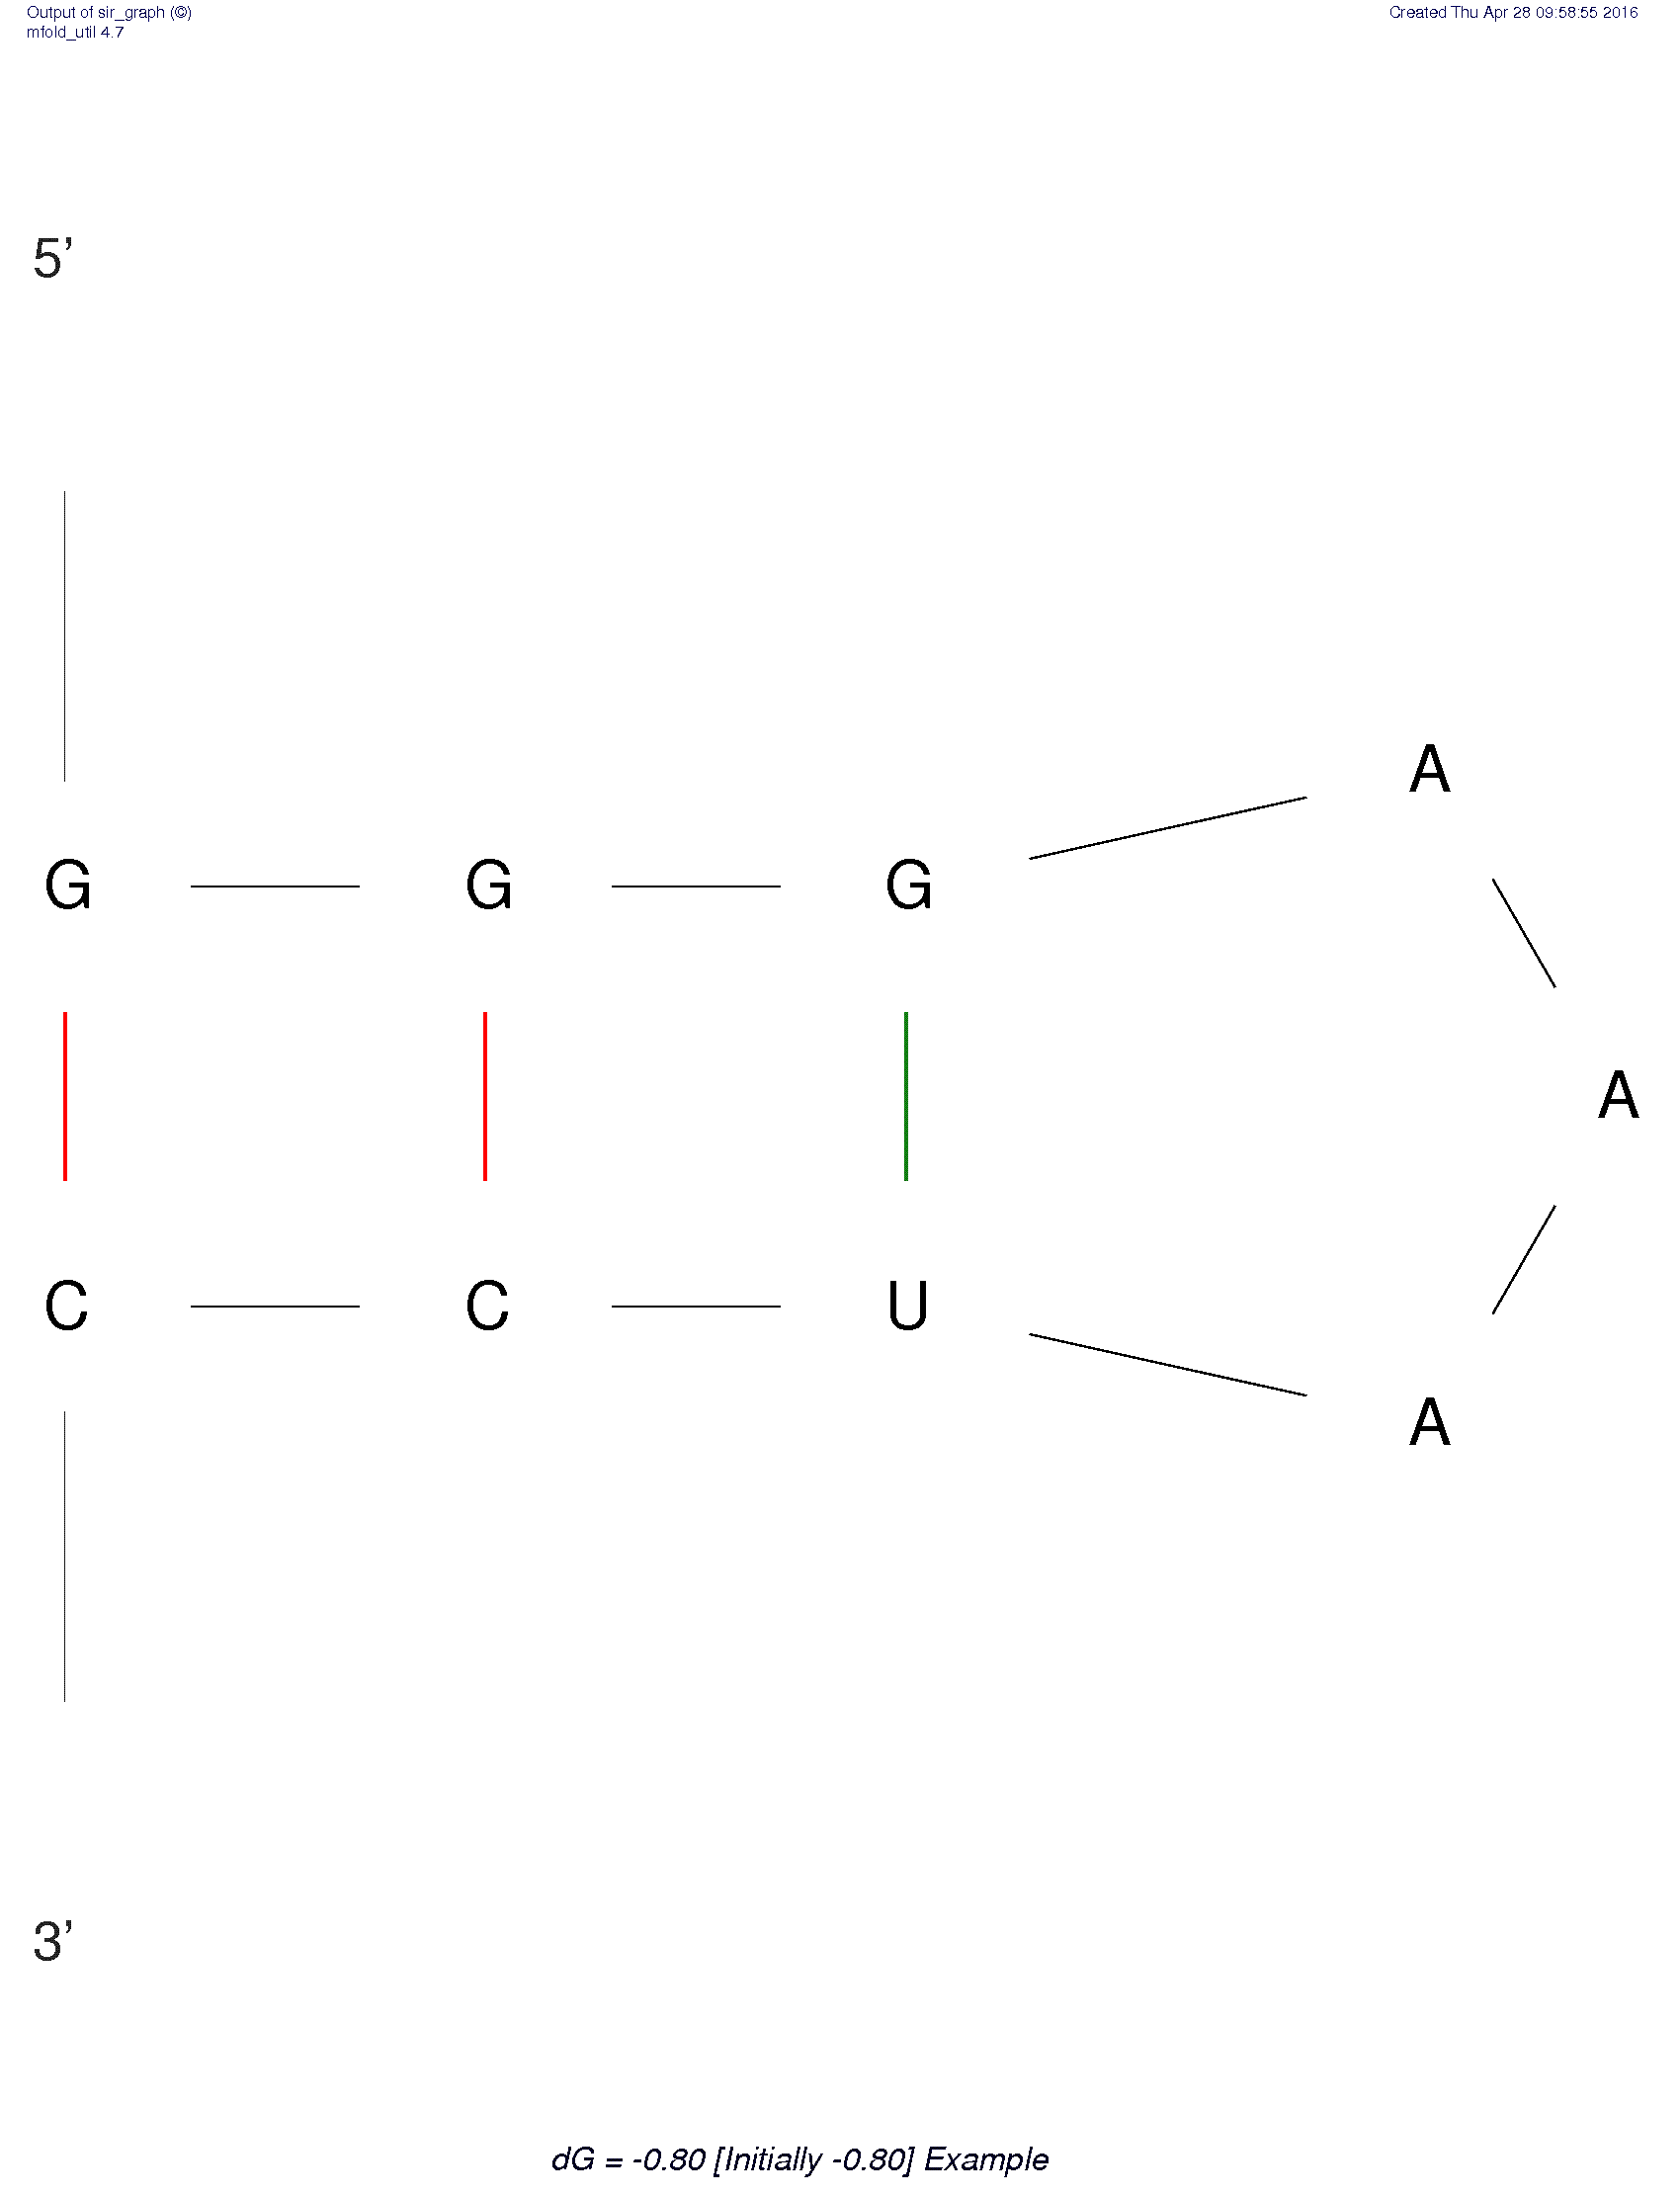 Output of sir_graph (©)
mfold_util 4.7
Created Thu Apr 28 09:58:55 2016
5’
A
G G G
A
C C U
A
3’
dG = -0.80 [Initially -0.80] Example